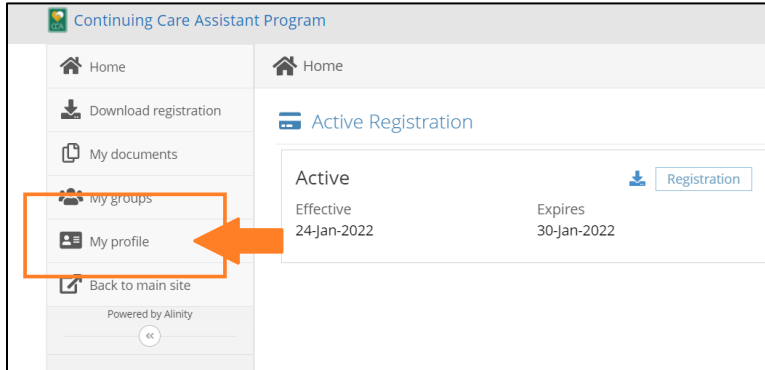 Continuing Care Assistant Program
Home
Download registration
My documents
My groups
My profile
Back to main site
Powered by Alinity
Home
Active Registration
Active
Registration
Effective
Expires
24-Jan-2022
30-Jan-2022